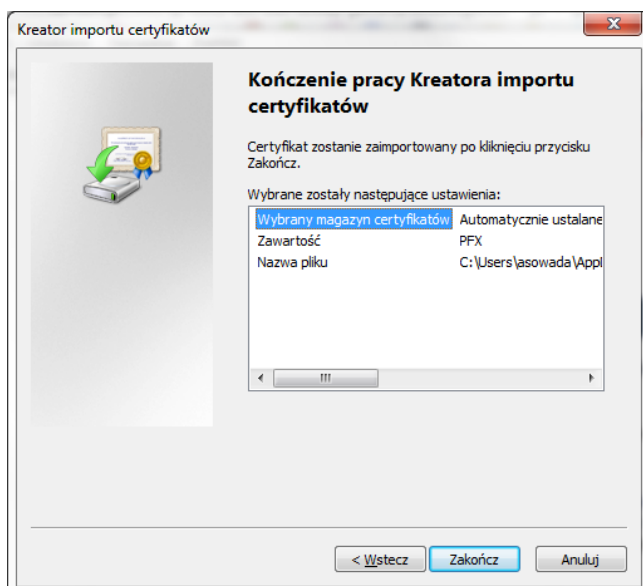 Kreator importu certyfikatów
Kończenie pracy Kreatora importu
certyfikatów
Certyfikat zostanie zaimportowany po kliknięciu przycisku
Zakończ.
Wybrane zostały następujące ustawienia:
Wybrany magazyn certyfikatów Automatycznie ustalane
Zawartość PFX
Nazwa pliku C:\Users\asowada\Appl
< Wstecz Zakończ Anuluj